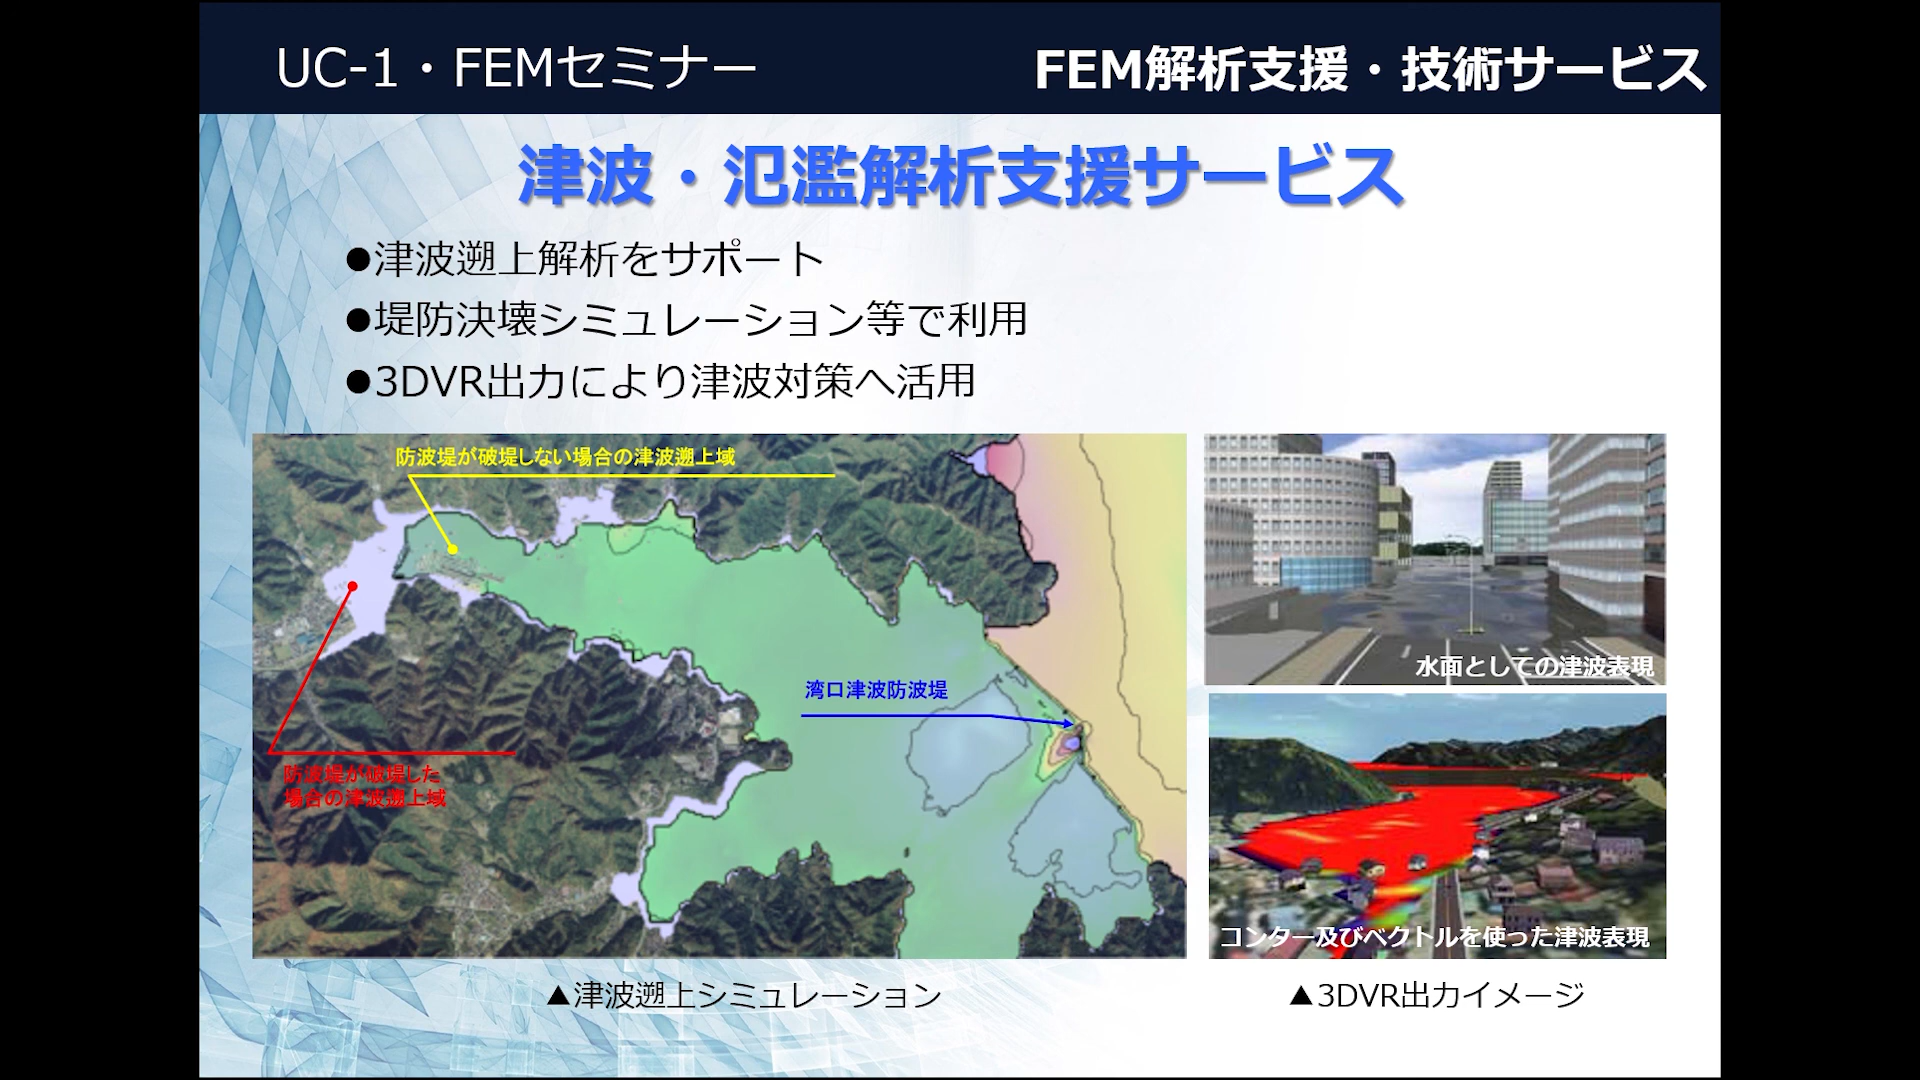 UC-1・FEMセミナー
FEM解析支援・技術サービス
津波・氾濫解析支援サービス
●津波遡上解析をサポート
●堤防決壊シミュレーション等で利用
●3DVR出力により津波対策へ活用
防波堤が破堤しない場合の津波遡上域
湾口津波防波堤
防波堤が破堤した
場合の津波遡上域
水面としての津波表現
コンター及びベクトルを使った津波表現
▲津波遡上シミュレーション
▲3DVR出力イメージ